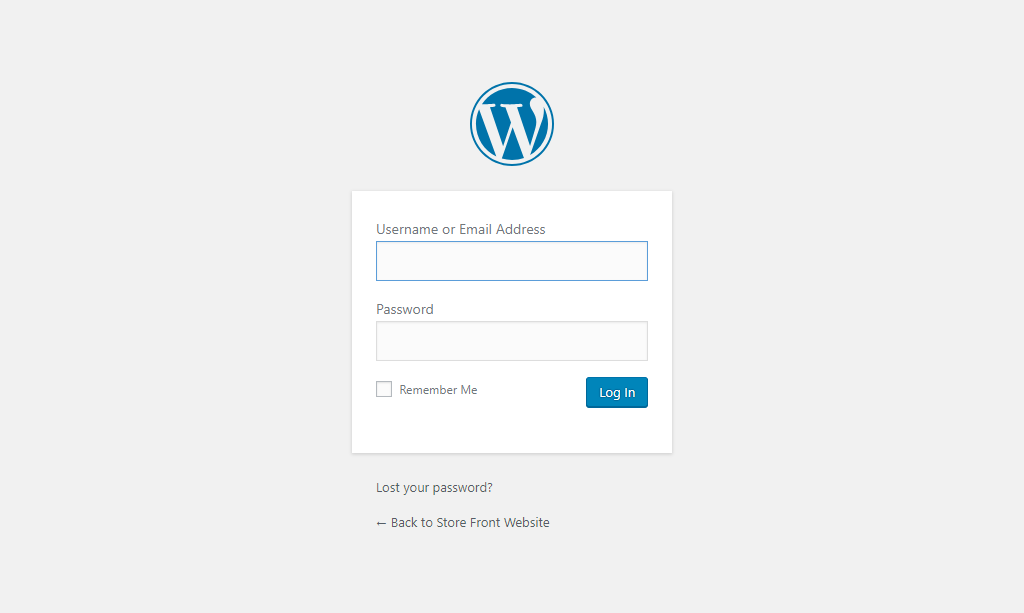 Username or Email Address
Password
Remember Me
Log In
Lost your password?
← Back to Store Front Website